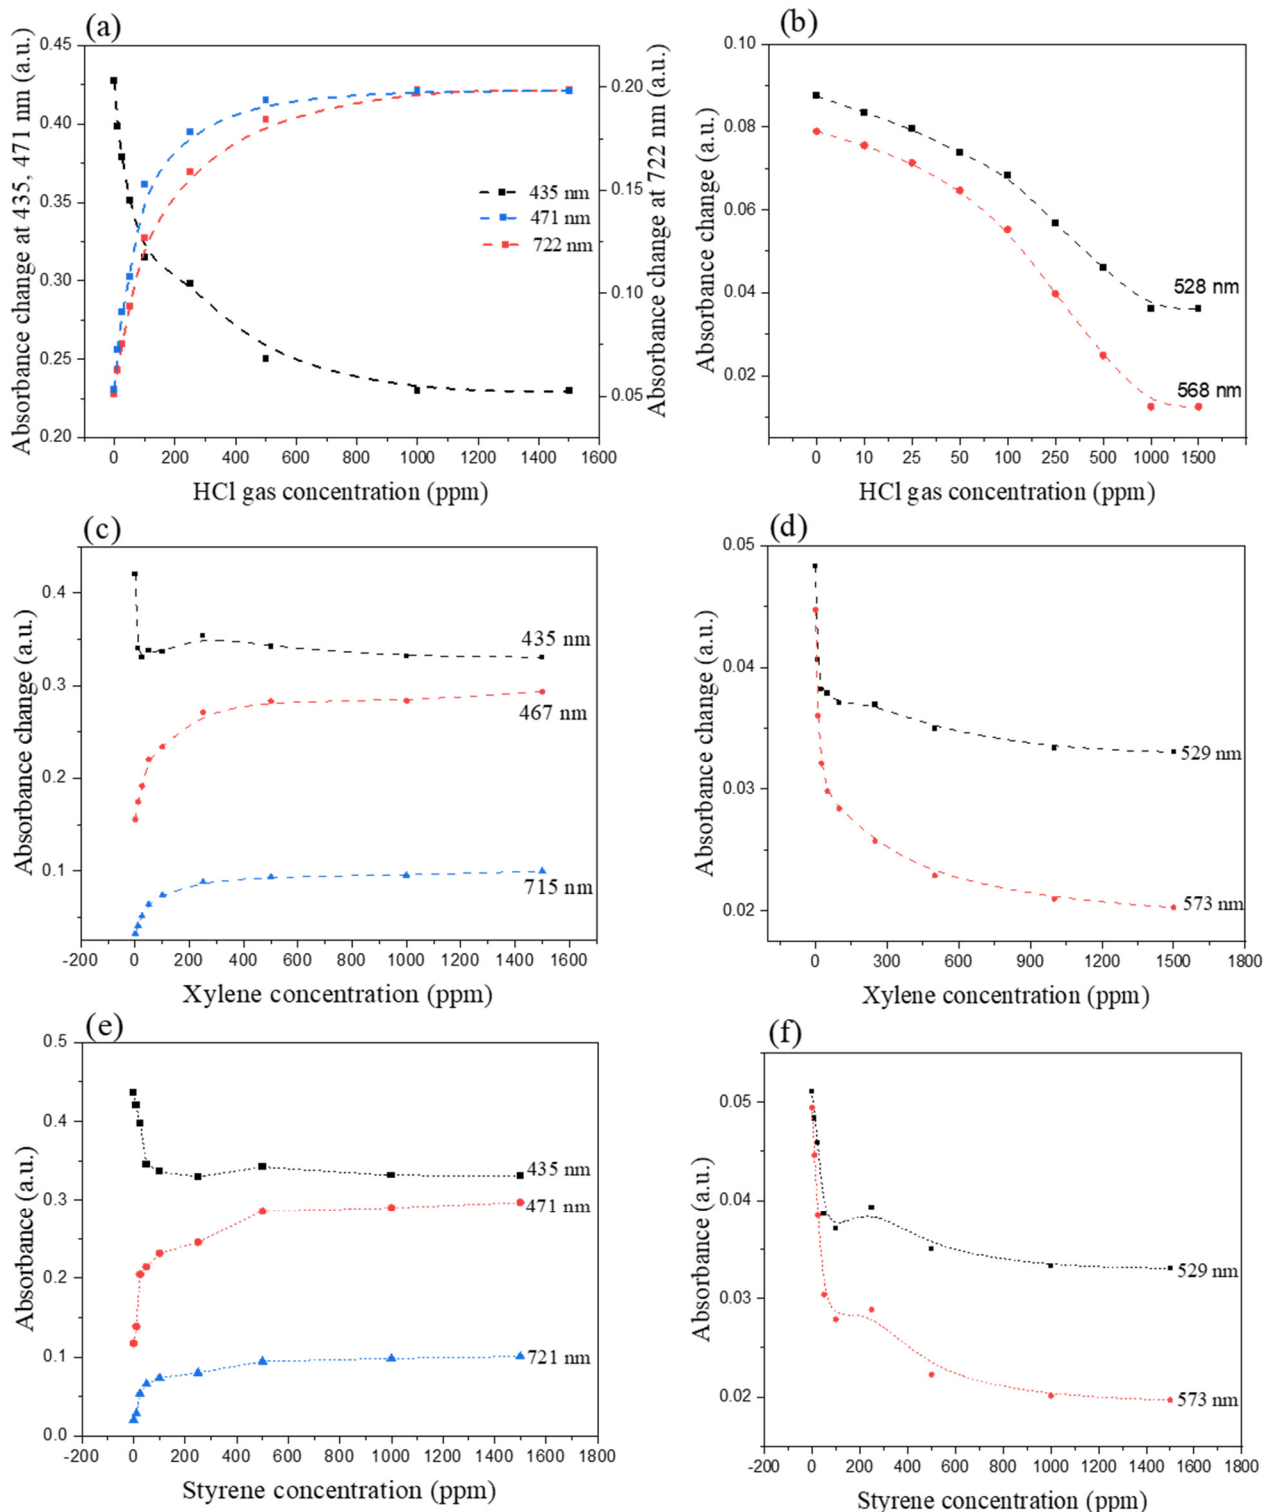 (a)
Absorbance change at 435, 471 nm (a.u.)
0.45
0.40
0.35
0.30
0.25
0.20
0.20
0.15
0.10
0.05
Absorbance change at 722 nm (a.u.)
435 nm
471 nm
722 nm
0 200 400 600 800 1000 1200 1400 1600
HCl gas concentration (ppm)
(b)
Absorbance change (a.u.)
0.10
0.08
0.06
0.04
0.02
528 nm
568 nm
0 10 25 50 100 250 500 1000 1500
HCl gas concentration (ppm)
(c)
Absorbance change (a.u.)
0.4
0.3
0.2
0.1
435 nm
467 nm
715 nm
-200 0 200 400 600 800 1000 1200 1400 1600
Xylene concentration (ppm)
(d)
Absorbance change (a.u.)
0.05
0.04
0.03
0.02
529 nm
573 nm
0 300 600 900 1200 1500 1800
Xylene concentration (ppm)
(e)
Absorbance (a.u.)
0.5
0.4
0.3
0.2
0.1
0.0
435 nm
471 nm
721 nm
-200 0 200 400 600 800 1000 1200 1400 1600 1800
Styrene concentration (ppm)
(f)
Absorbance (a.u.)
0.05
0.04
0.03
0.02
529 nm
573 nm
-200 0 200 400 600 800 1000 1200 1400 1600 1800
Styrene concentration (ppm)